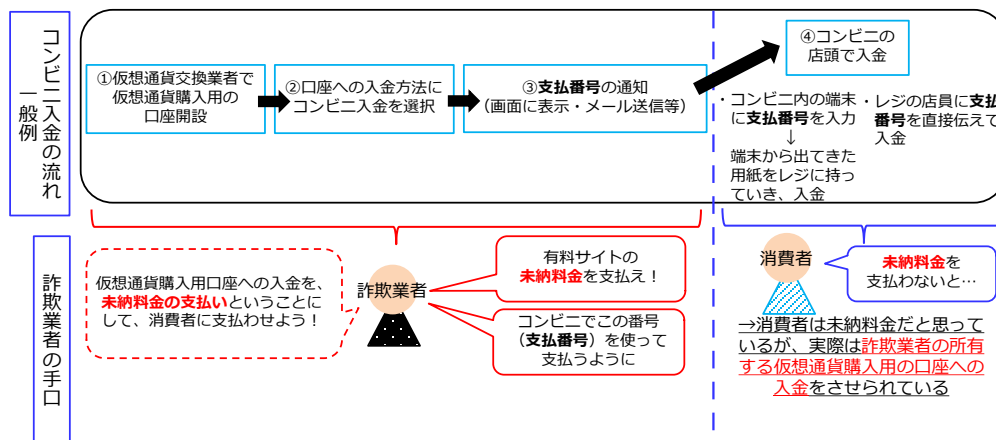 コンビニ入金の流れ
一般例
①仮想通貨交換業者で
仮想通貨購入用の
口座開設
②口座への入金方法に
コンビニ入金を選択
③支払番号の通知
(画面に表示・メール送信等)
④コンビニの
店頭で入金
・コンビニ内の端末
に支払番号を入力
↓
端末から出てきた
用紙をレジに持っ
ていき、入金
・レジの店員に支払
番号を直接伝えて
入金
詐欺業者の手口
仮想通貨購入用口座への入金を、
未納料金の支払いということに
して、消費者に支払わせよう！
詐欺業者
有料サイトの
未納料金を支払え！
コンビニでこの番号
（支払番号）を使って
支払うように
消費者
未納料金を
支払わないと…
→消費者は未納料金だと思って
いるが、実際は詐欺業者の所有
する仮想通貨購入用の口座への
入金をさせられている